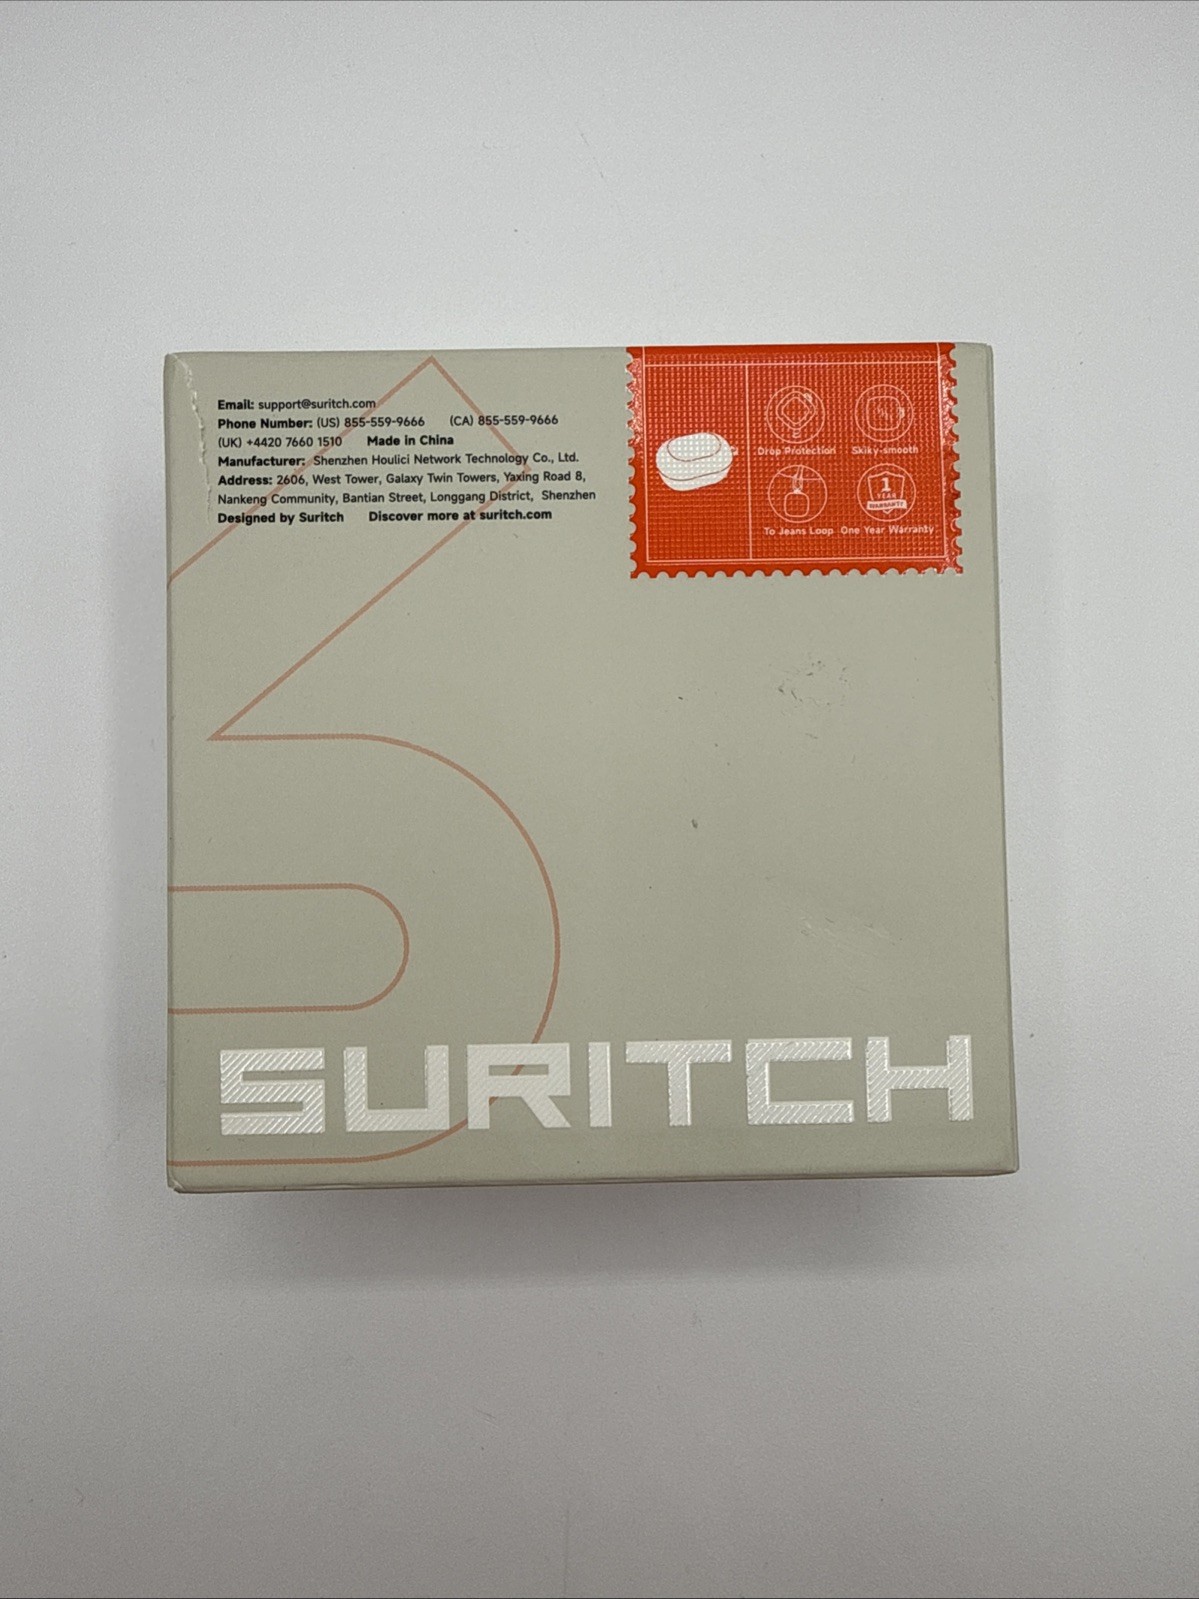 Email: support@suritch.com
Phone Number: (US) 855-559-9666 (CA) 855-559-9666
(UK) +4420 7660 1510 Made in China
Manufacturer: Shenzhen Houlici Network Technology Co., Ltd.
Address: 2606, West Tower, Galaxy Twin Towers, Yaxing Road 8,
Nankeng Community, Bantian Street, Longgang District, Shenzhen
Designed by Suritch Discover more at suritch.com
Drop Protection Skiky-smooth
1
YEAR
WARRANTY
To Jeans Loop One Year Warranty
SURITCH